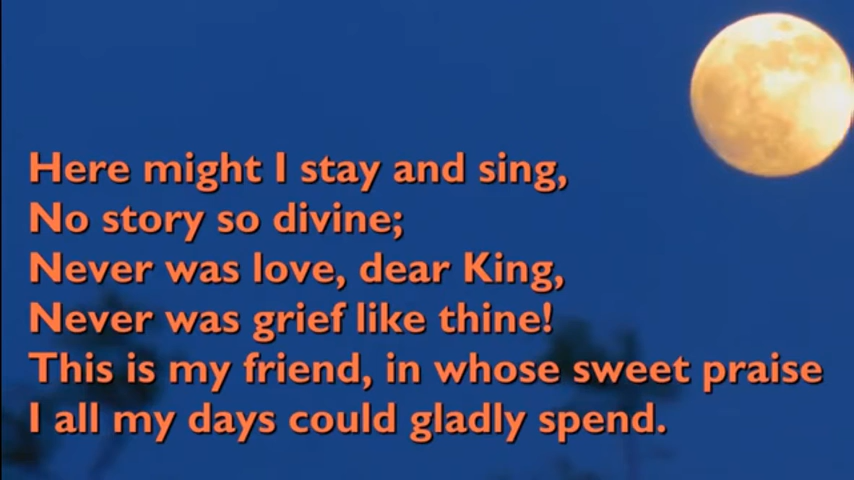 Here might I stay and sing,
No story so divine;
Never was love, dear King,
Never was grief like thine!
This is my friend, in whose sweet praise
I all my days could gladly spend.